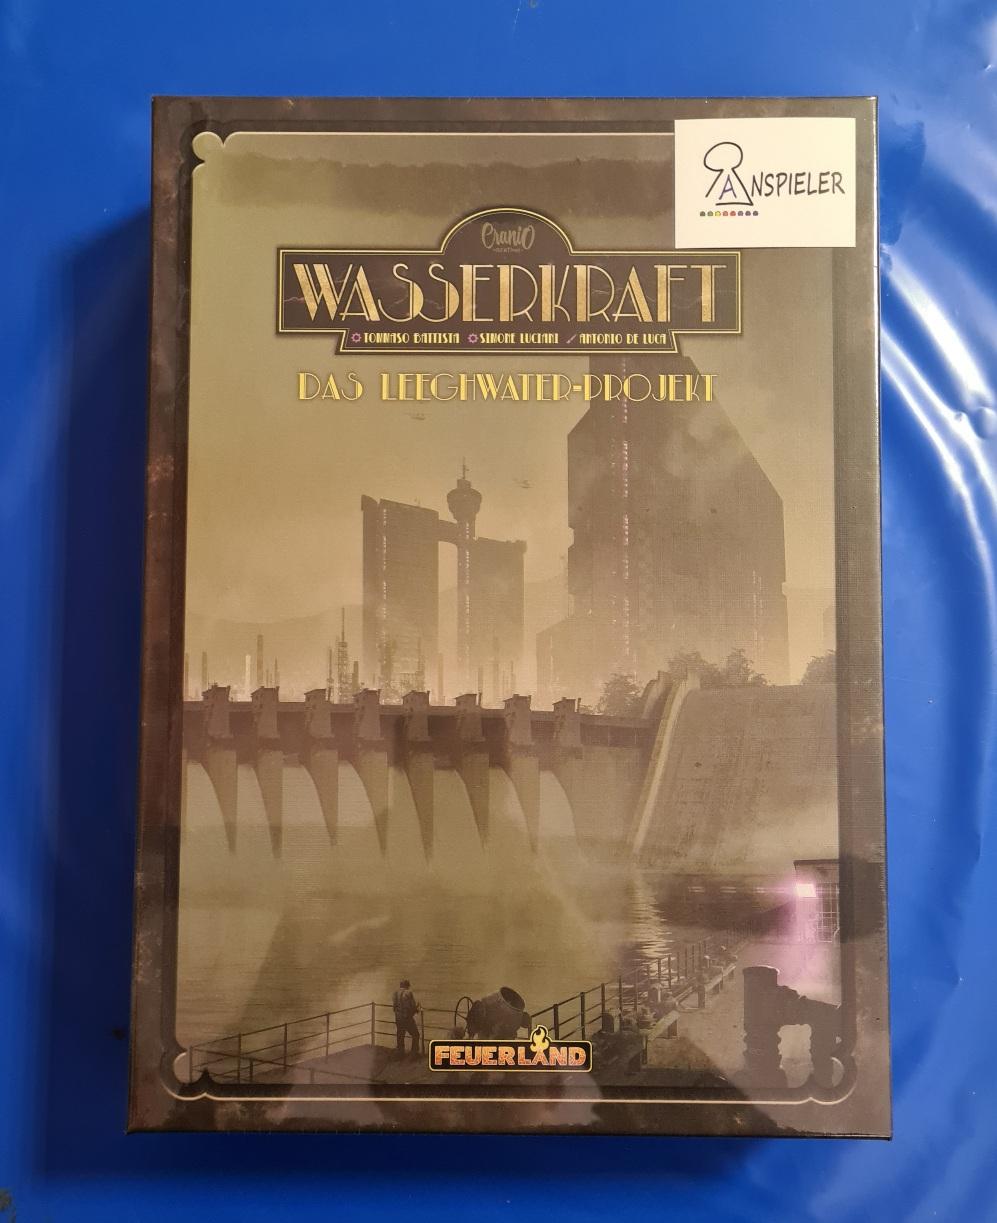 ANSPIELER
Cranio
WASSERKRAFT
TOMMASO BATTISTA SIMONE LUCIANI ANTONIO DE LUCA
DAS LEEGHWATER-PROJEKT
FEUERLAND